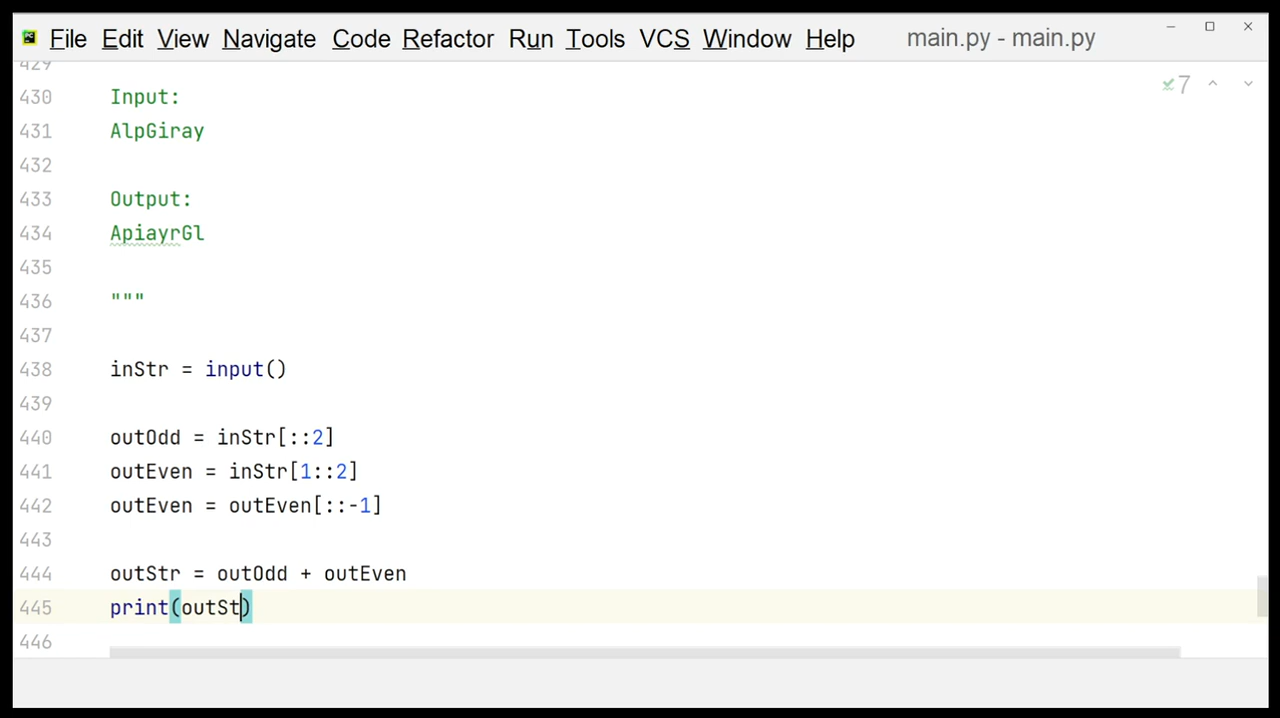 File Edit View Navigate Code Refactor Run Tools VCS Window Help main.py - main.py
429
430 Input: 7
431 AlpGiray
432
433 Output:
434 ApiayrGl
435
436 """
437
438 inStr = input()
439
440 outOdd = inStr[::2]
441 outEven = inStr[1::2]
442 outEven = outEven[::-1]
443
444 outStr = outOdd + outEven
445 print(outSt)
446